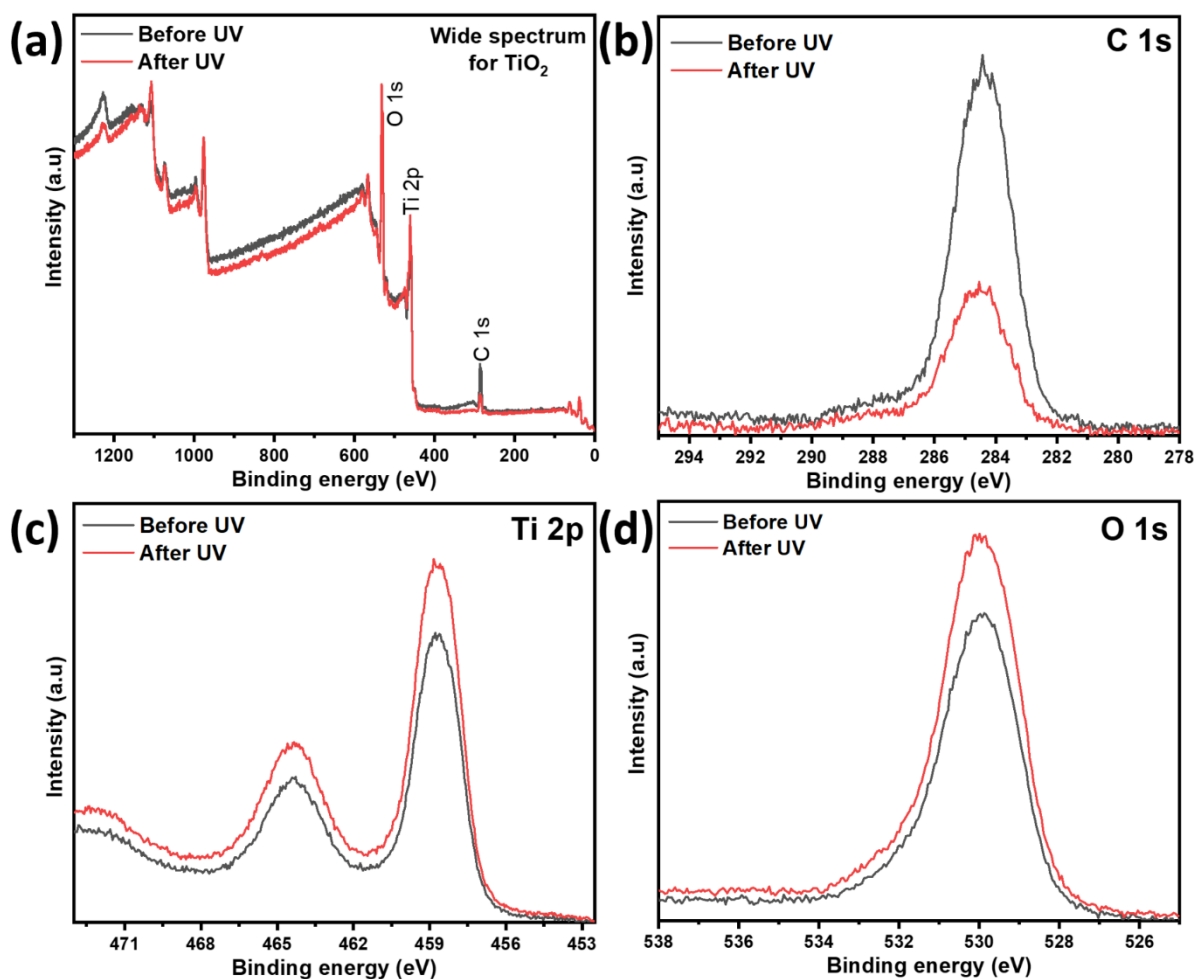 (a)
Before UV
After UV
Wide spectrum
for TiO₂
O 1s
Ti 2p
C 1s
Intensity (a.u)
1200 1000 800 600 400 200 0
Binding energy (eV)
(b)
Before UV
After UV
C 1s
Intensity (a.u)
294 292 290 288 286 284 282 280 278
Binding energy (eV)
(c)
Before UV
After UV
Ti 2p
Intensity (a.u)
471 468 465 462 459 456 453
Binding energy (eV)
(d)
Before UV
After UV
O 1s
Intensity (a.u)
538 536 534 532 530 528 526
Binding energy (eV)